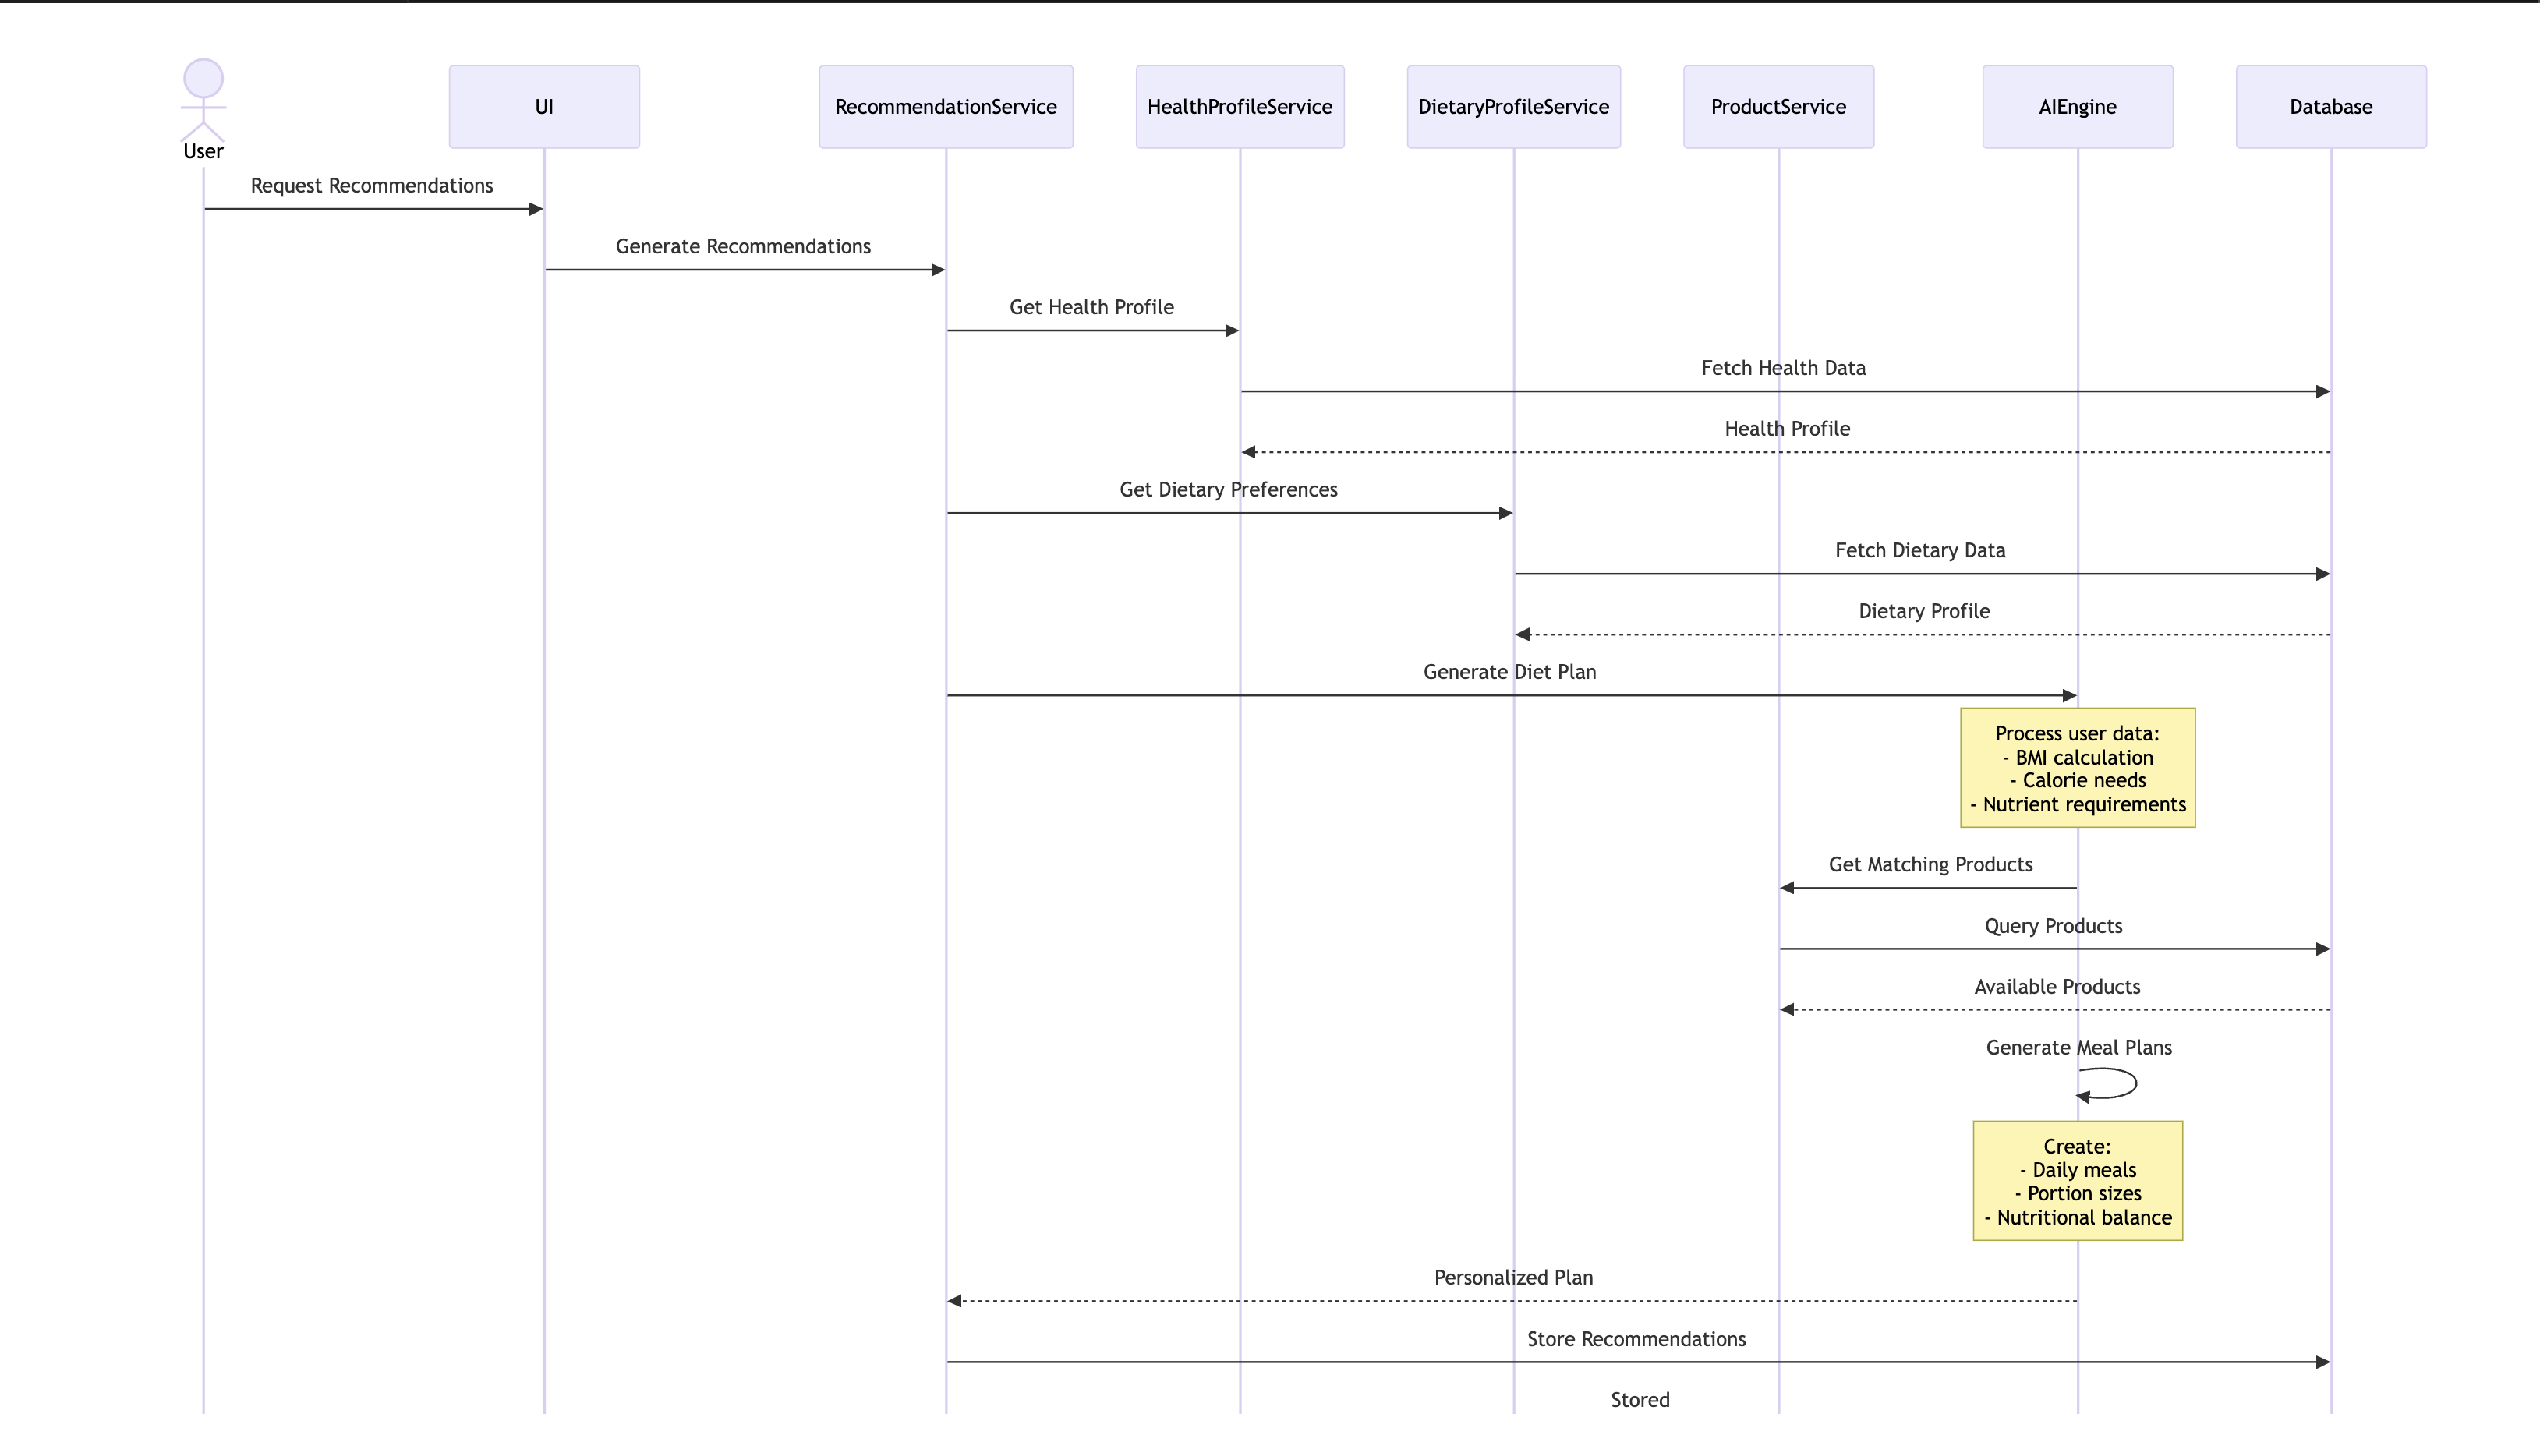 User
UI
RecommendationService
HealthProfileService
DietaryProfileService
ProductService
AIEngine
Database
Request Recommendations
Generate Recommendations
Get Health Profile
Fetch Health Data
Health Profile
Get Dietary Preferences
Fetch Dietary Data
Dietary Profile
Generate Diet Plan
Process user data:
- BMI calculation
- Calorie needs
- Nutrient requirements
Get Matching Products
Query Products
Available Products
Generate Meal Plans
Create:
- Daily meals
- Portion sizes
- Nutritional balance
Personalized Plan
Store Recommendations
Stored